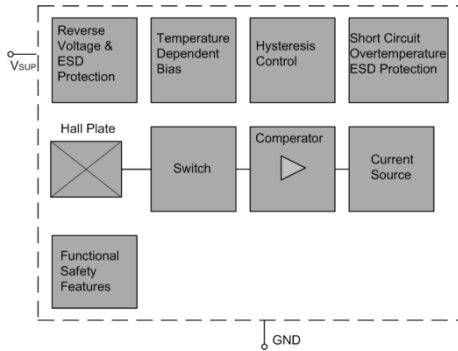 Reverse
Voltage &
ESD
Protection
Temperature
Dependent
Bias
Hysteresis
Control
Short Circuit
Overtemperature
ESD Protection
VSUP
Hall Plate
Switch
Comperator
Current
Source
Functional
Safety
Features
GND